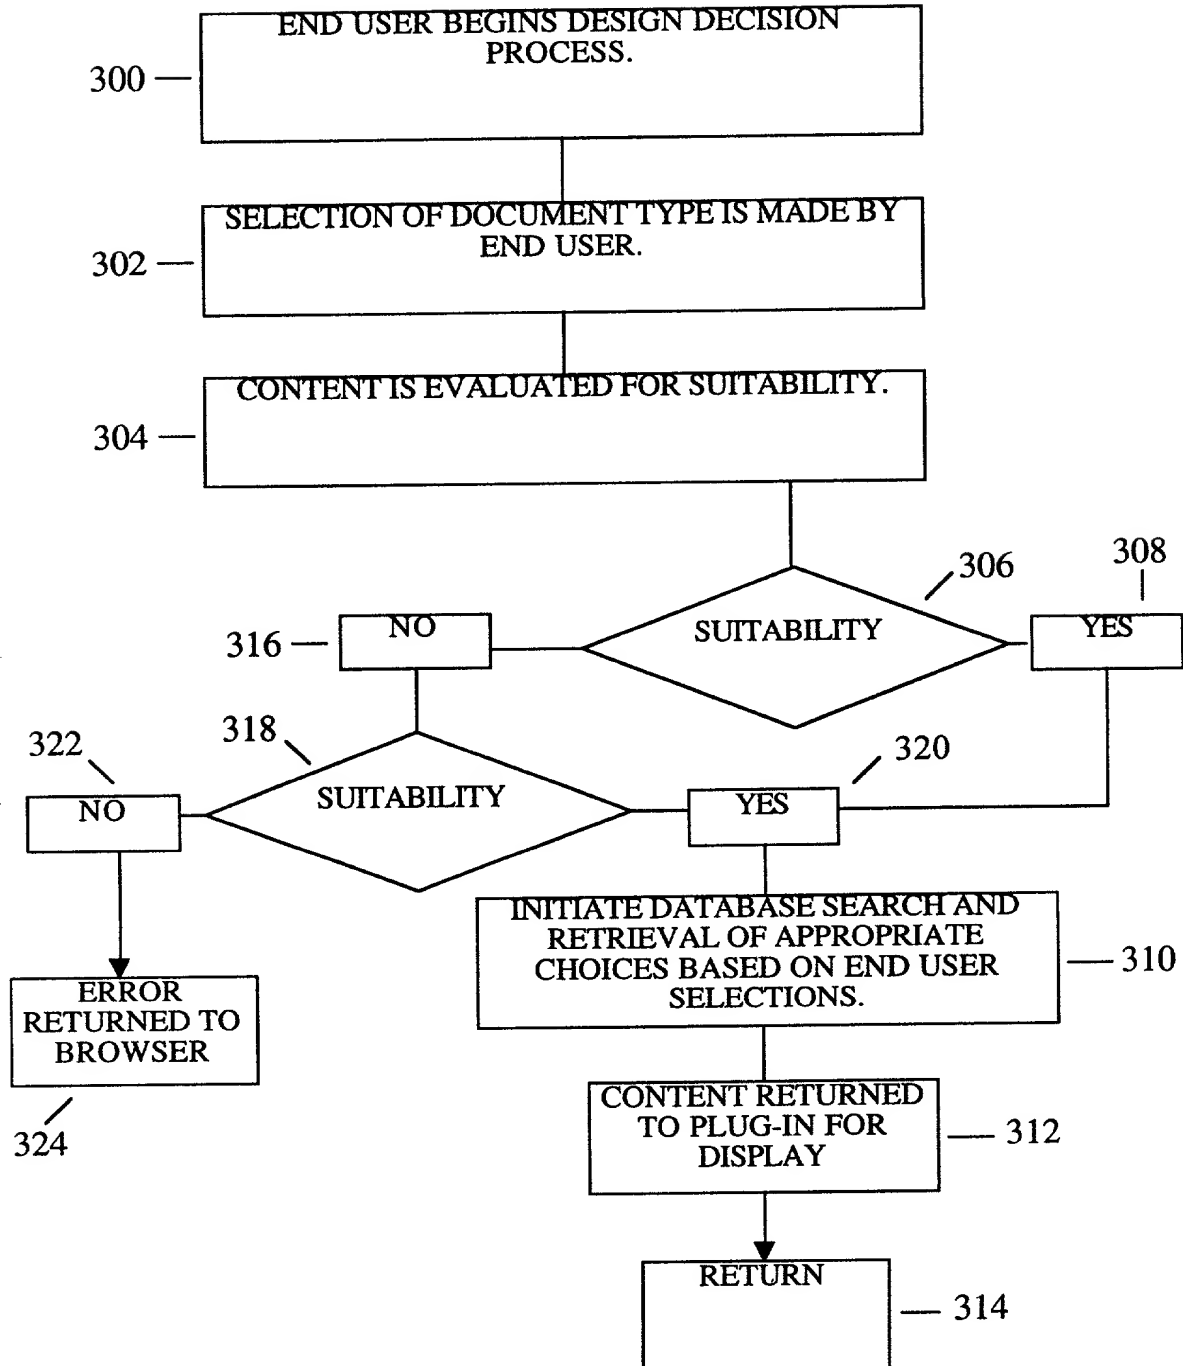 END USER BEGINS DESIGN DECISION
PROCESS.
300
SELECTION OF DOCUMENT TYPE IS MADE BY
END USER.
302
CONTENT IS EVALUATED FOR SUITABILITY.
304
308
306
316
NO
SUITABILITY
YES
318
322
320
NO
SUITABILITY
YES
INITIATE DATABASE SEARCH AND
RETRIEVAL OF APPROPRIATE
CHOICES BASED ON END USER
SELECTIONS.
310
ERROR
RETURNED TO
BROWSER
324
CONTENT RETURNED
TO PLUG-IN FOR
DISPLAY
312
RETURN
314